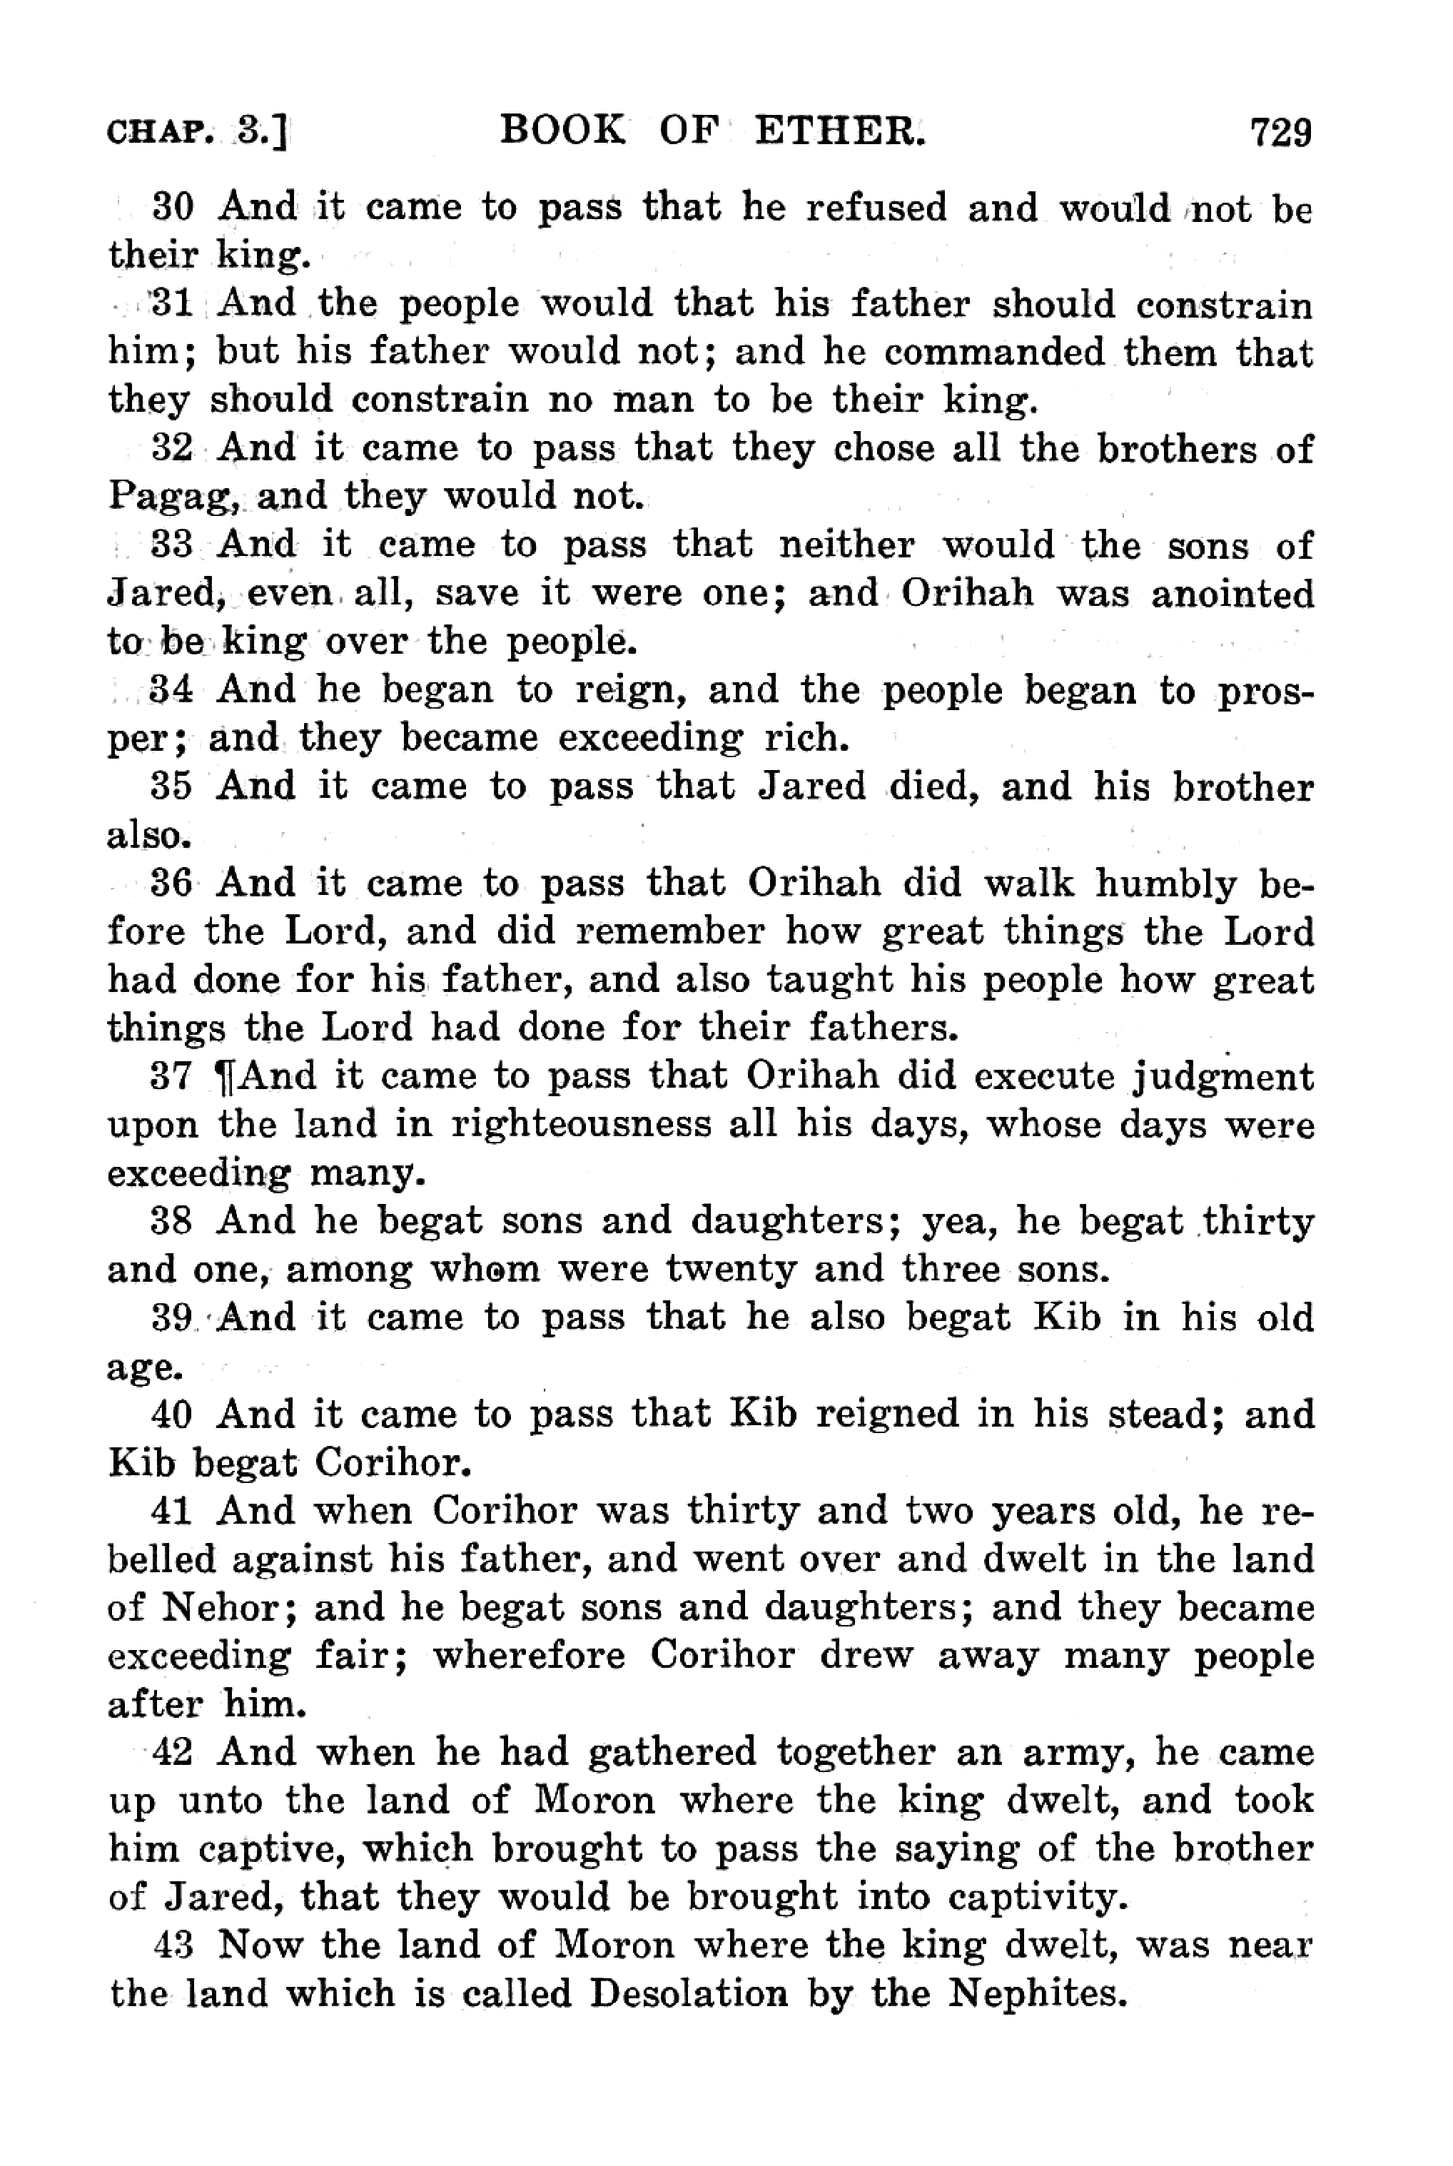 CHAP. 3.] BOOK OF ETHER. 729
30 And it came to pass that he refused and would not be
their king.
31 And the people would that his father should constrain
him; but his father would not; and he commanded them that
they should constrain no man to be their king.
32 And it came to pass that they chose all the brothers of
Pagag, and they would not.
33 And it came to pass that neither would the sons of
Jared, even all, save it were one; and Orihah was anointed
to be king over the people.
34 And he began to reign, and the people began to pros-
per; and they became exceeding rich.
35 And it came to pass that Jared died, and his brother
also.
36 And it came to pass that Orihah did walk humbly be-
fore the Lord, and did remember how great things the Lord
had done for his father, and also taught his people how great
things the Lord had done for their fathers.
37 ¶And it came to pass that Orihah did execute judgment
upon the land in righteousness all his days, whose days were
exceeding many.
38 And he begat sons and daughters; yea, he begat thirty
and one, among whom were twenty and three sons.
39 And it came to pass that he also begat Kib in his old
age.
40 And it came to pass that Kib reigned in his stead; and
Kib begat Corihor.
41 And when Corihor was thirty and two years old, he re-
belled against his father, and went over and dwelt in the land
of Nehor; and he begat sons and daughters; and they became
exceeding fair; wherefore Corihor drew away many people
after him.
42 And when he had gathered together an army, he came
up unto the land of Moron where the king dwelt, and took
him captive, which brought to pass the saying of the brother
of Jared, that they would be brought into captivity.
43 Now the land of Moron where the king dwelt, was near
the land which is called Desolation by the Nephites.